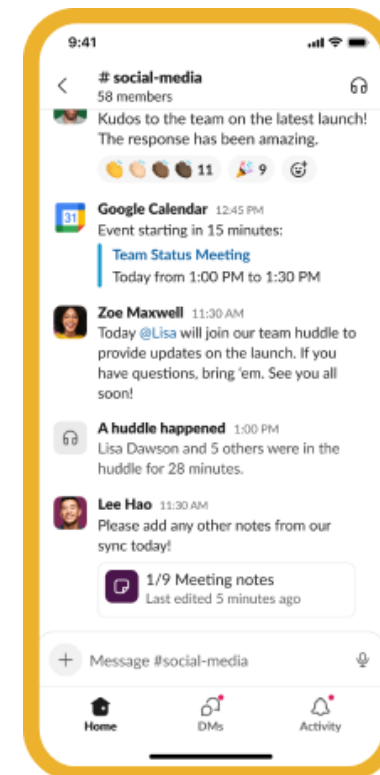 9:41
# social-media
58 members
Kudos to the team on the latest launch!
The response has been amazing.
11 9
31
Google Calendar 12:45 PM
Event starting in 15 minutes:
Team Status Meeting
Today from 1:00 PM to 1:30 PM
Zoe Maxwell 11:30 AM
Today @Lisa will join our team huddle to
provide updates on the launch. If you
have questions, bring ‘em. See you all
soon!
A huddle happened 1:00 PM
Lisa Dawson and 5 others were in the
huddle for 28 minutes.
Lee Hao 11:30 AM
Please add any other notes from our
sync today!
1/9 Meeting notes
Last edited 5 minutes ago
Message #social-media
Home DMs Activity